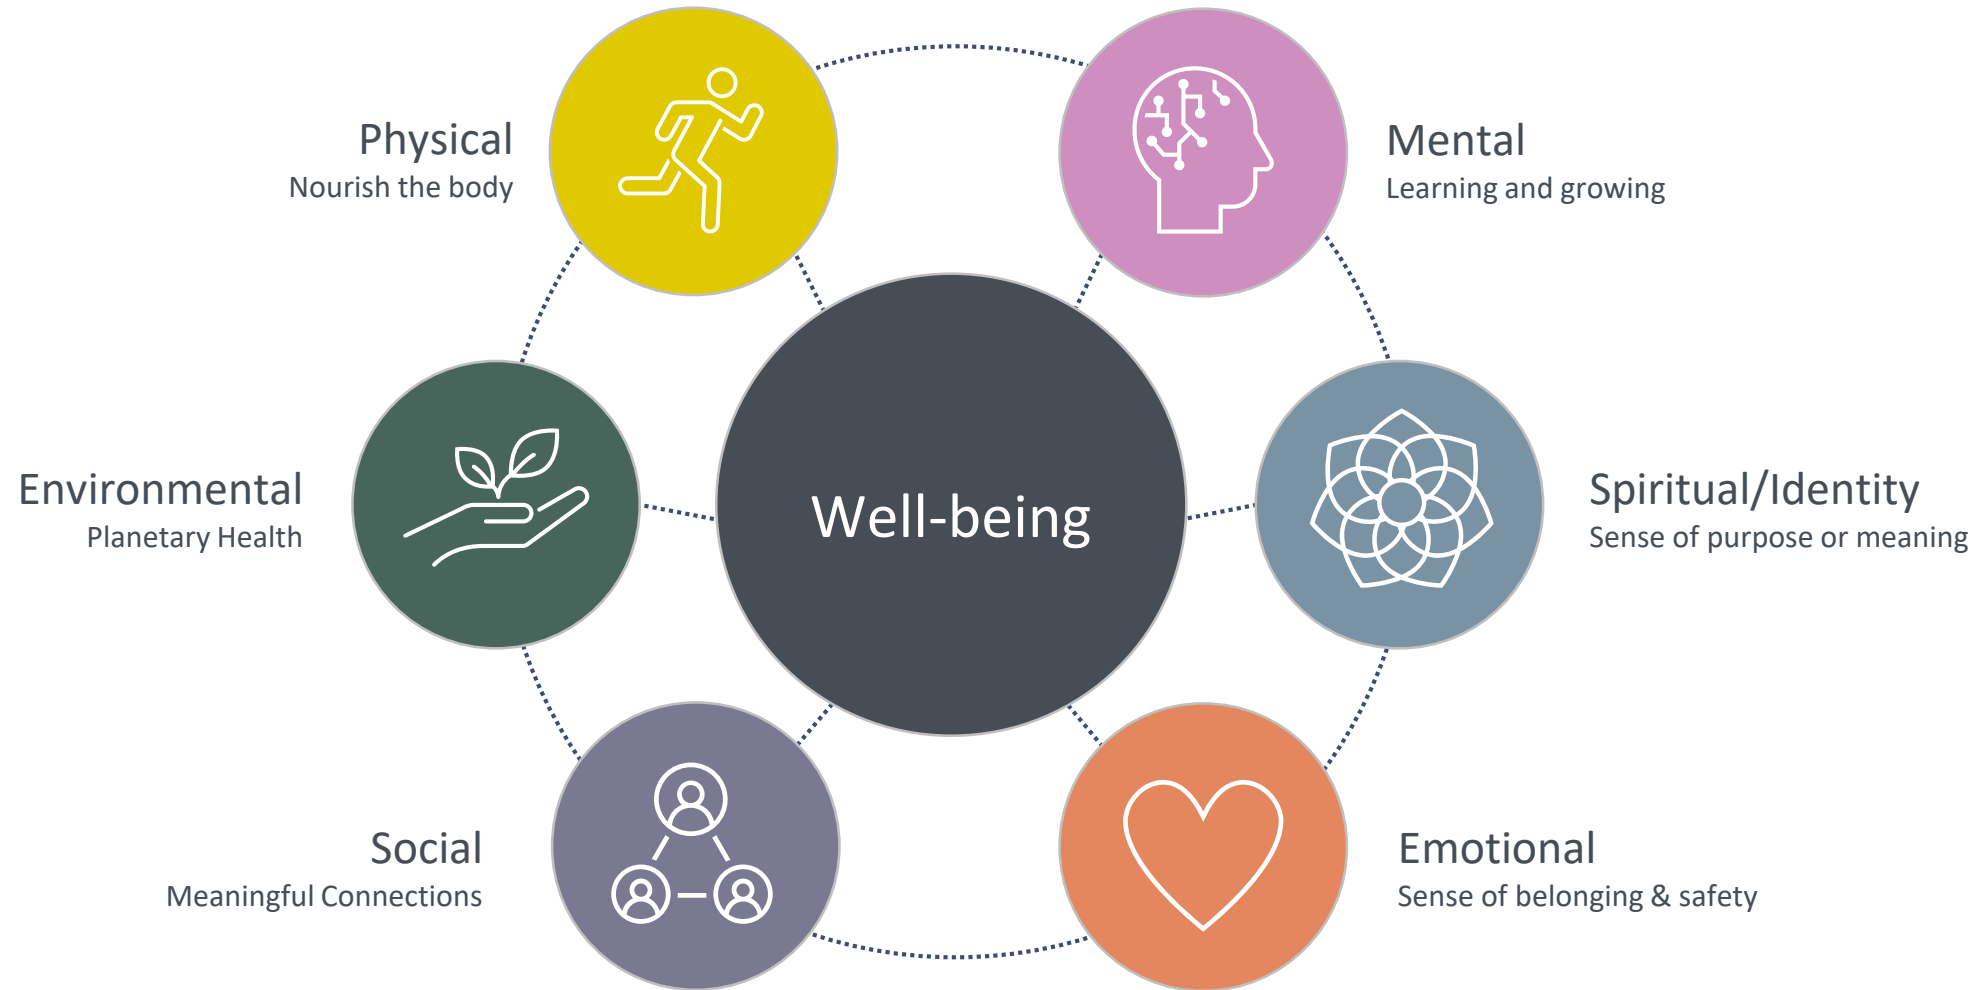 Physical
Nourish the body
Mental
Learning and growing
Environmental
Planetary Health
Well-being
Spiritual/Identity
Sense of purpose or meaning
Social
Meaningful Connections
Emotional
Sense of belonging & safety